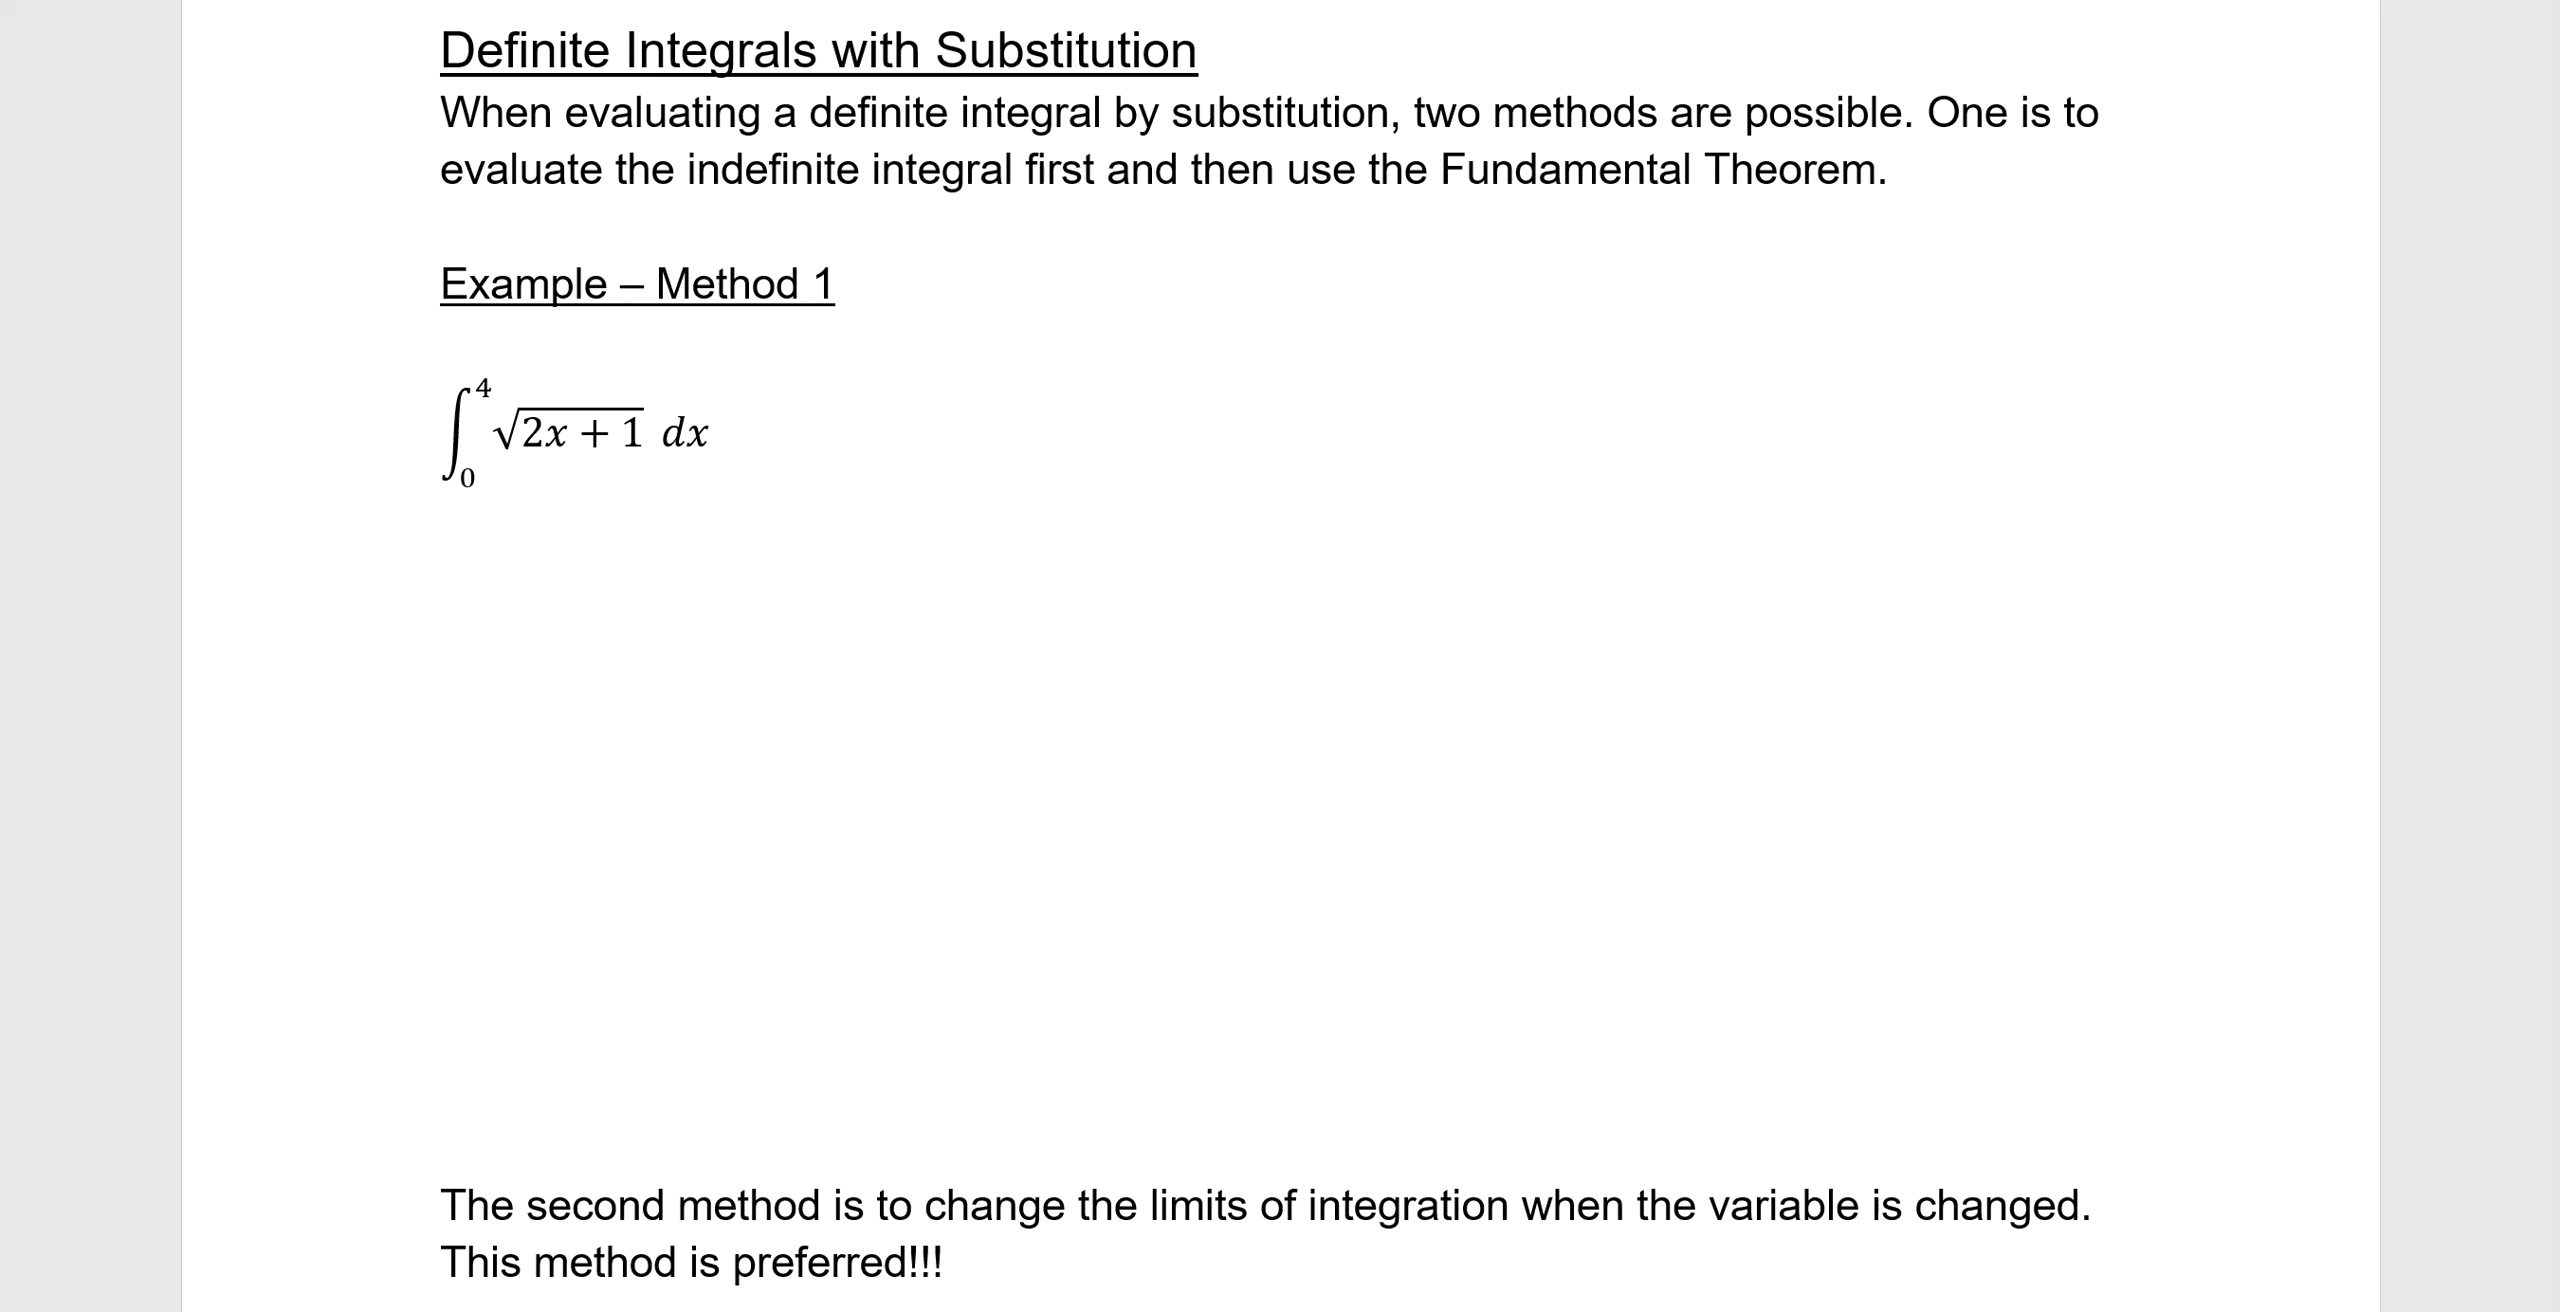 Definite Integrals with Substitution
When evaluating a definite integral by substitution, two methods are possible. One is to
evaluate the indefinite integral first and then use the Fundamental Theorem.
Example – Method 1
∫₀⁴ √(2x + 1) dx
The second method is to change the limits of integration when the variable is changed.
This method is preferred!!!